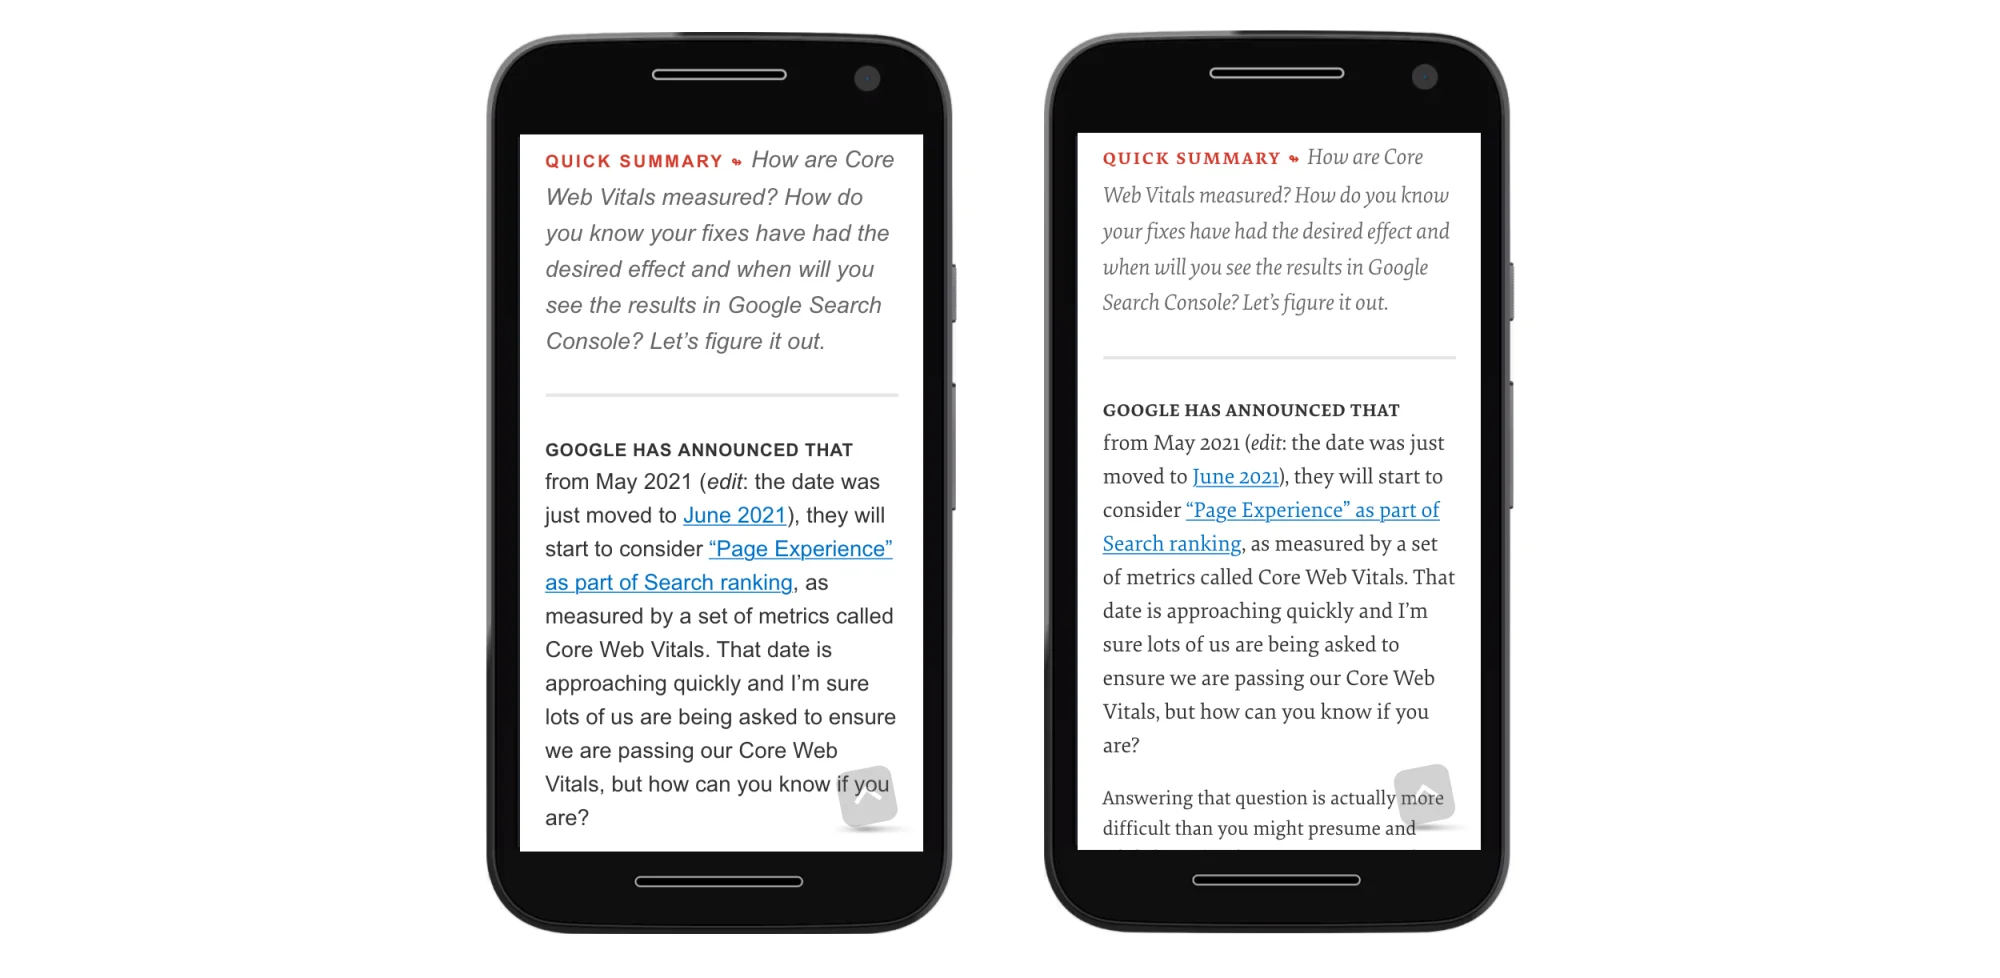 QUICK SUMMARY ↬ How are Core
Web Vitals measured? How do
you know your fixes have had the
desired effect and when will you
see the results in Google Search
Console? Let’s figure it out.
GOOGLE HAS ANNOUNCED THAT
from May 2021 (edit: the date was
just moved to June 2021), they will
start to consider “Page Experience”
as part of Search ranking, as
measured by a set of metrics called
Core Web Vitals. That date is
approaching quickly and I’m sure
lots of us are being asked to ensure
we are passing our Core Web
Vitals, but how can you know if you
are?
QUICK SUMMARY ↬ How are Core
Web Vitals measured? How do you know
your fixes have had the desired effect and
when will you see the results in Google
Search Console? Let’s figure it out.
GOOGLE HAS ANNOUNCED THAT
from May 2021 (edit: the date was just
moved to June 2021), they will start to
consider “Page Experience” as part of
Search ranking, as measured by a set
of metrics called Core Web Vitals. That
date is approaching quickly and I’m
sure lots of us are being asked to
ensure we are passing our Core Web
Vitals, but how can you know if you
are?
Answering that question is actually more
difficult than you might presume and